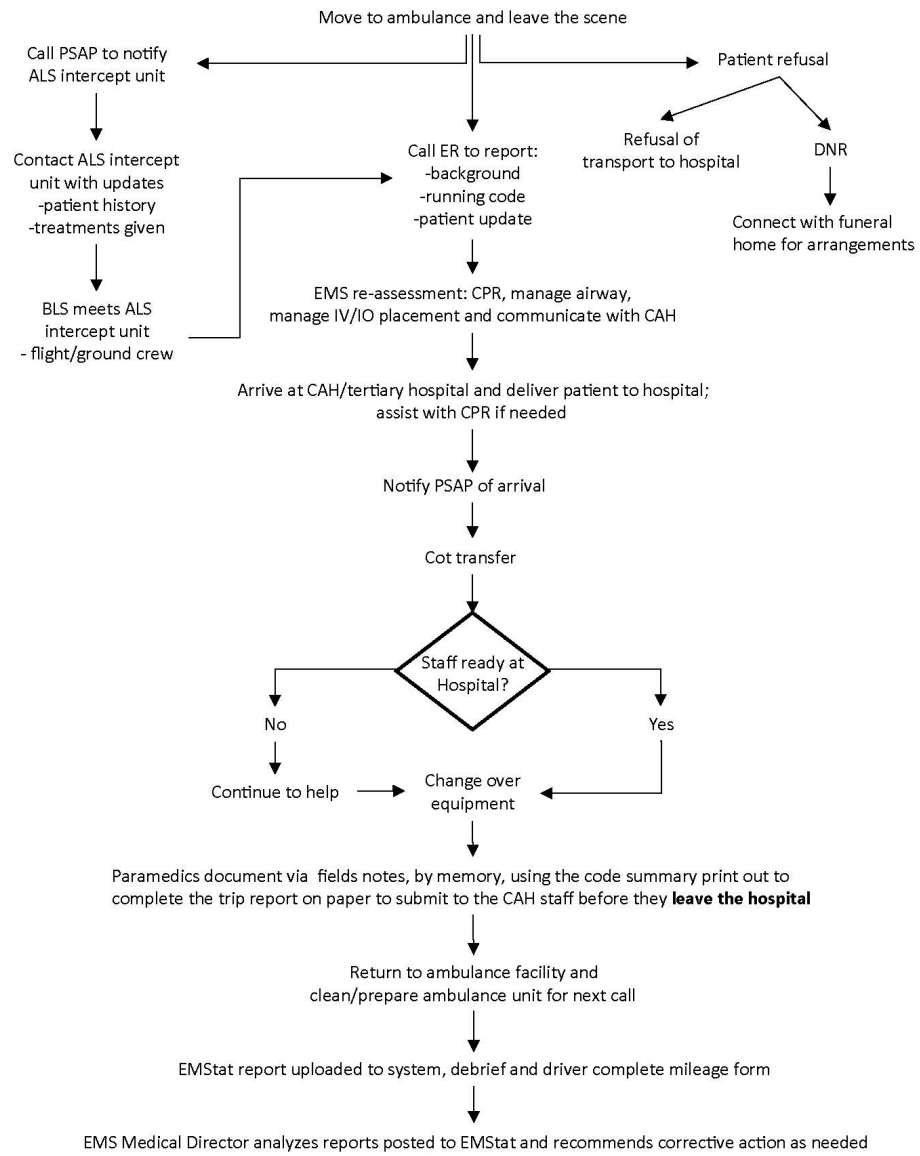 Move to ambulance and leave the scene
Call PSAP to notify
ALS intercept unit
Patient refusal
Contact ALS intercept
unit with updates
-patient history
-treatments given
Call ER to report:
-background
-running code
-patient update
Refusal of
transport to hospital
DNR
Connect with funeral
home for arrangements
BLS meets ALS
intercept unit
- flight/ground crew
EMS re-assessment: CPR, manage airway,
manage IV/IO placement and communicate with CAH
Arrive at CAH/tertiary hospital and deliver patient to hospital;
assist with CPR if needed
Notify PSAP of arrival
Cot transfer
Staff ready at
Hospital?
No
Yes
Continue to help
Change over
equipment
Paramedics document via fields notes, by memory, using the code summary print out to
complete the trip report on paper to submit to the CAH staff before they leave the hospital
Return to ambulance facility and
clean/prepare ambulance unit for next call
EMStat report uploaded to system, debrief and driver complete mileage form
EMS Medical Director analyzes reports posted to EMStat and recommends corrective action as needed